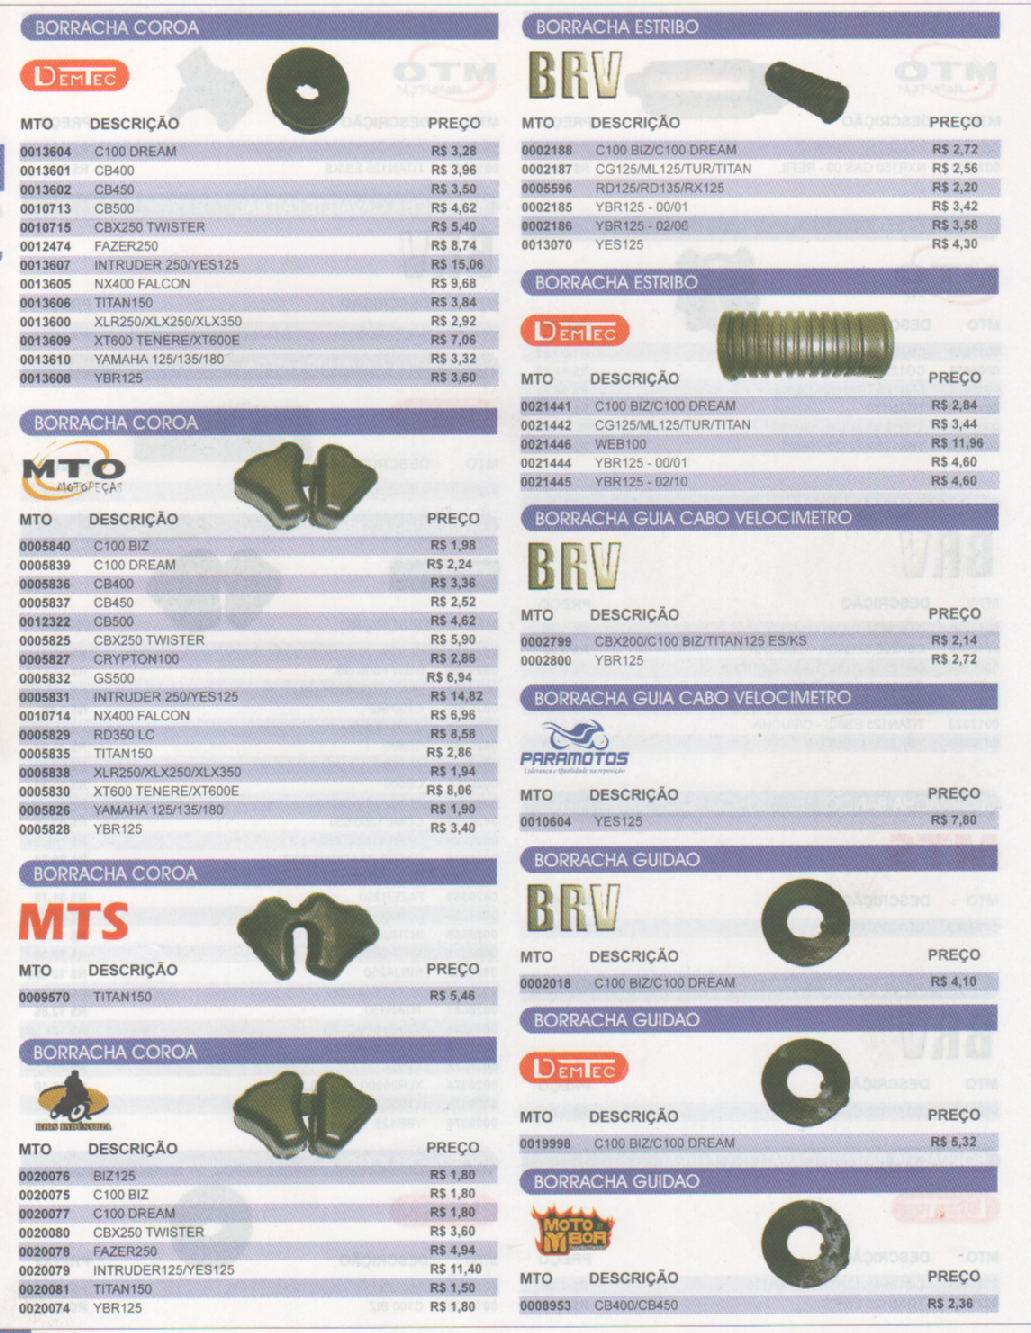 BORRACHA COROA
DEMTEC
MTO DESCRIÇÃO PREÇO
0013604 C100 DREAM R$ 3,28
0013601 CB400 R$ 3,96
0013602 CB450 R$ 3,50
0010713 CB500 R$ 4,62
0010715 CBX250 TWISTER R$ 5,40
0012474 FAZER250 R$ 8,74
0013607 INTRUDER 250/YES125 R$ 15,06
0013605 NX400 FALCON R$ 9,68
0013606 TITAN150 R$ 3,84
0013600 XLR250/XLX250/XLX350 R$ 2,92
0013609 XT600 TENERE/XT600E R$ 7,06
0013610 YAMAHA 125/135/180 R$ 3,32
0013608 YBR125 R$ 3,60
BORRACHA COROA
MTO
MOTOPEÇAS
MTO DESCRIÇÃO PREÇO
0005840 C100 BIZ R$ 1,98
0005839 C100 DREAM R$ 2,24
0005836 CB400 R$ 3,36
0005837 CB450 R$ 2,52
0012322 CB500 R$ 4,62
0005825 CBX250 TWISTER R$ 5,90
0005827 CRYPTON100 R$ 2,86
0005832 GS500 R$ 6,94
0005831 INTRUDER 250/YES125 R$ 14,82
0010714 NX400 FALCON R$ 6,96
0005829 RD350 LC R$ 8,58
0005835 TITAN150 R$ 2,86
0005838 XLR250/XLX250/XLX350 R$ 1,94
0005830 XT600 TENERE/XT600E R$ 8,06
0005826 YAMAHA 125/135/180 R$ 1,90
0005828 YBR125 R$ 3,40
BORRACHA COROA
MTS
MTO DESCRIÇÃO PREÇO
0009570 TITAN150 R$ 5,46
BORRACHA COROA
INDÚSTRIA
MTO DESCRIÇÃO PREÇO
0020076 BIZ125 R$ 1,80
0020075 C100 BIZ R$ 1,80
0020077 C100 DREAM R$ 1,80
0020080 CBX250 TWISTER R$ 3,60
0020078 FAZER250 R$ 4,94
0020079 INTRUDER125/YES125 R$ 11,40
0020081 TITAN150 R$ 1,50
0020074 YBR125 R$ 1,80
BORRACHA ESTRIBO
BRV
MTO DESCRIÇÃO PREÇO
0002188 C100 BIZ/C100 DREAM R$ 2,72
0002187 CG125/ML125/TUR/TITAN R$ 2,56
0005596 RD125/RD135/RX125 R$ 2,20
0002185 YBR125 - 00/01 R$ 3,42
0002186 YBR125 - 02/06 R$ 3,58
0013070 YES125 R$ 4,30
BORRACHA ESTRIBO
DEMTEC
MTO DESCRIÇÃO PREÇO
0021441 C100 BIZ/C100 DREAM R$ 2,84
0021442 CG125/ML125/TUR/TITAN R$ 3,44
0021446 WEB100 R$ 11,96
0021444 YBR125 - 00/01 R$ 4,60
0021445 YBR125 - 02/10 R$ 4,60
BORRACHA GUIA CABO VELOCIMETRO
BRV
MTO DESCRIÇÃO PREÇO
0002799 CBX200/C100 BIZ/TITAN125 ES/KS R$ 2,14
0002800 YBR125 R$ 2,72
BORRACHA GUIA CABO VELOCIMETRO
PARAMOTOS
Liderança e Qualidade na reposição
MTO DESCRIÇÃO PREÇO
0010604 YES125 R$ 7,80
BORRACHA GUIDAO
BRV
MTO DESCRIÇÃO PREÇO
0002018 C100 BIZ/C100 DREAM R$ 4,10
BORRACHA GUIDAO
DEMTEC
MTO DESCRIÇÃO PREÇO
0019998 C100 BIZ/C100 DREAM R$ 5,32
BORRACHA GUIDAO
MOTO
BOR
MTO DESCRIÇÃO PREÇO
0008953 CB400/CB450 R$ 2,36